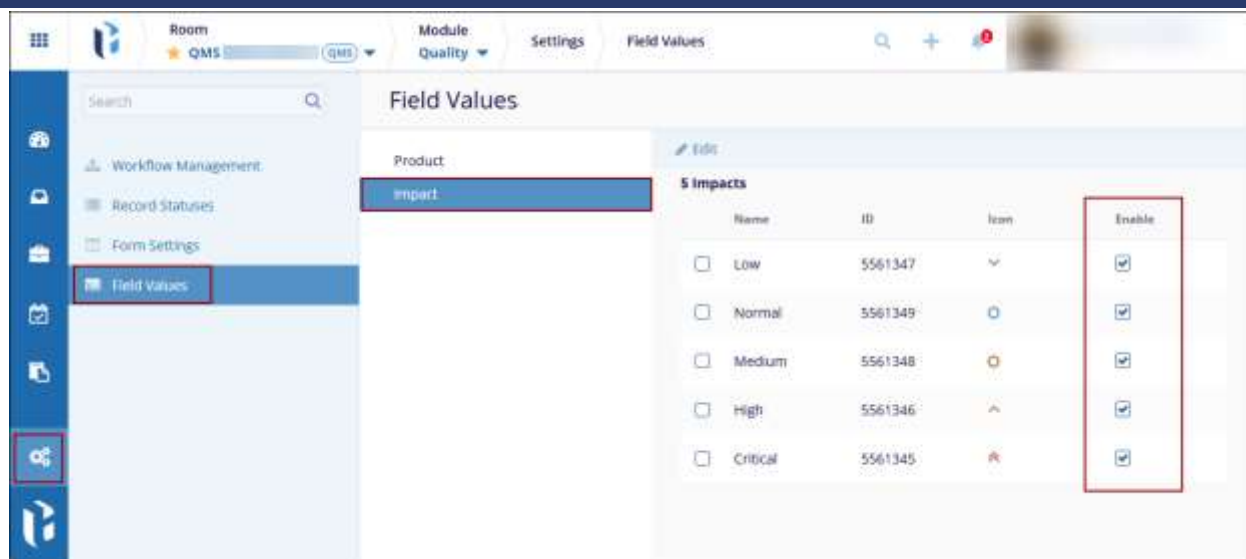 Room
QMS
QMS
Module
Quality
Settings
Field Values
2
Search
Field Values
Workflow Management
Record Statuses
Form Settings
Field Values
Product
Impact
Edit
5 Impacts
Name ID Icon Enable
Low 5561347
Normal 5561349
Medium 5561348
High 5561346
Critical 5561345